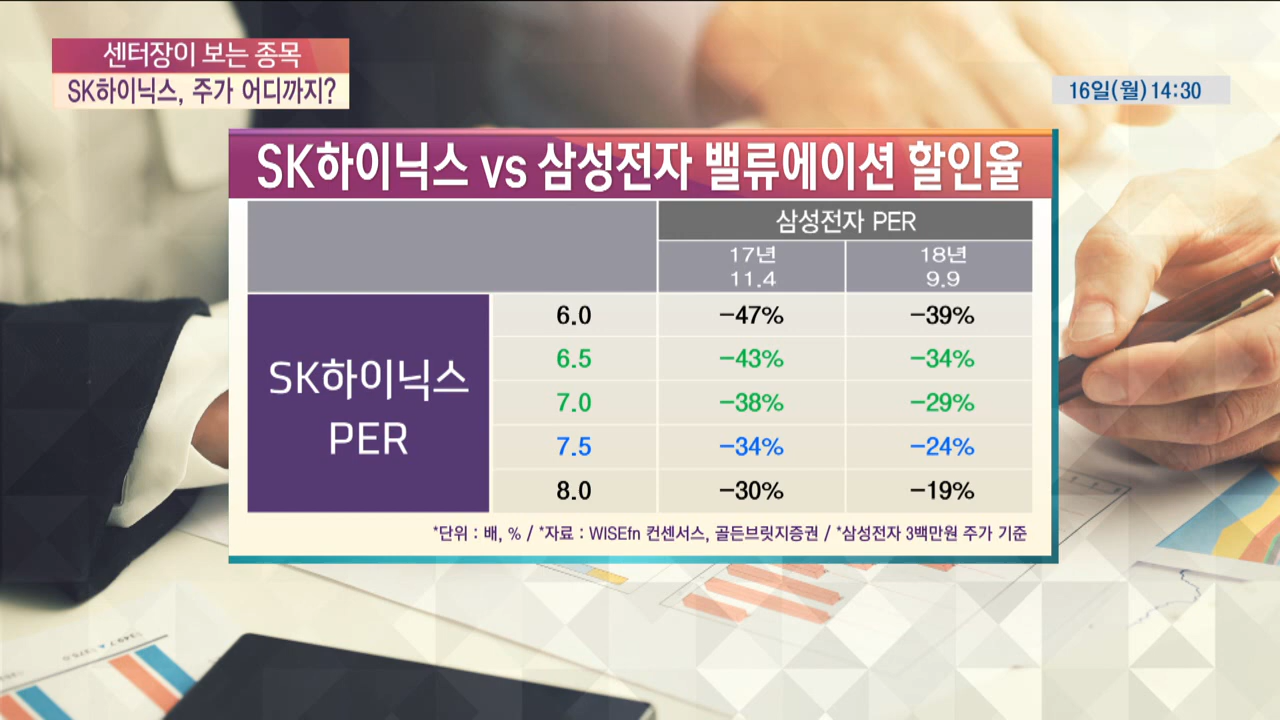 센터장이 보는 종목
SK하이닉스, 주가 어디까지?
16일(월)14:30
SK하이닉스 vs 삼성전자 밸류에이션 할인율
삼성전자 PER
17년 18년
11.4 9.9
SK하이닉스
PER
6.0 -47% -39%
6.5 -43% -34%
7.0 -38% -29%
7.5 -34% -24%
8.0 -30% -19%
*단위 : 배, % / *자료 : WISEfn 컨센서스, 골든브릿지증권 / *삼성전자 3백만원 주가 기준